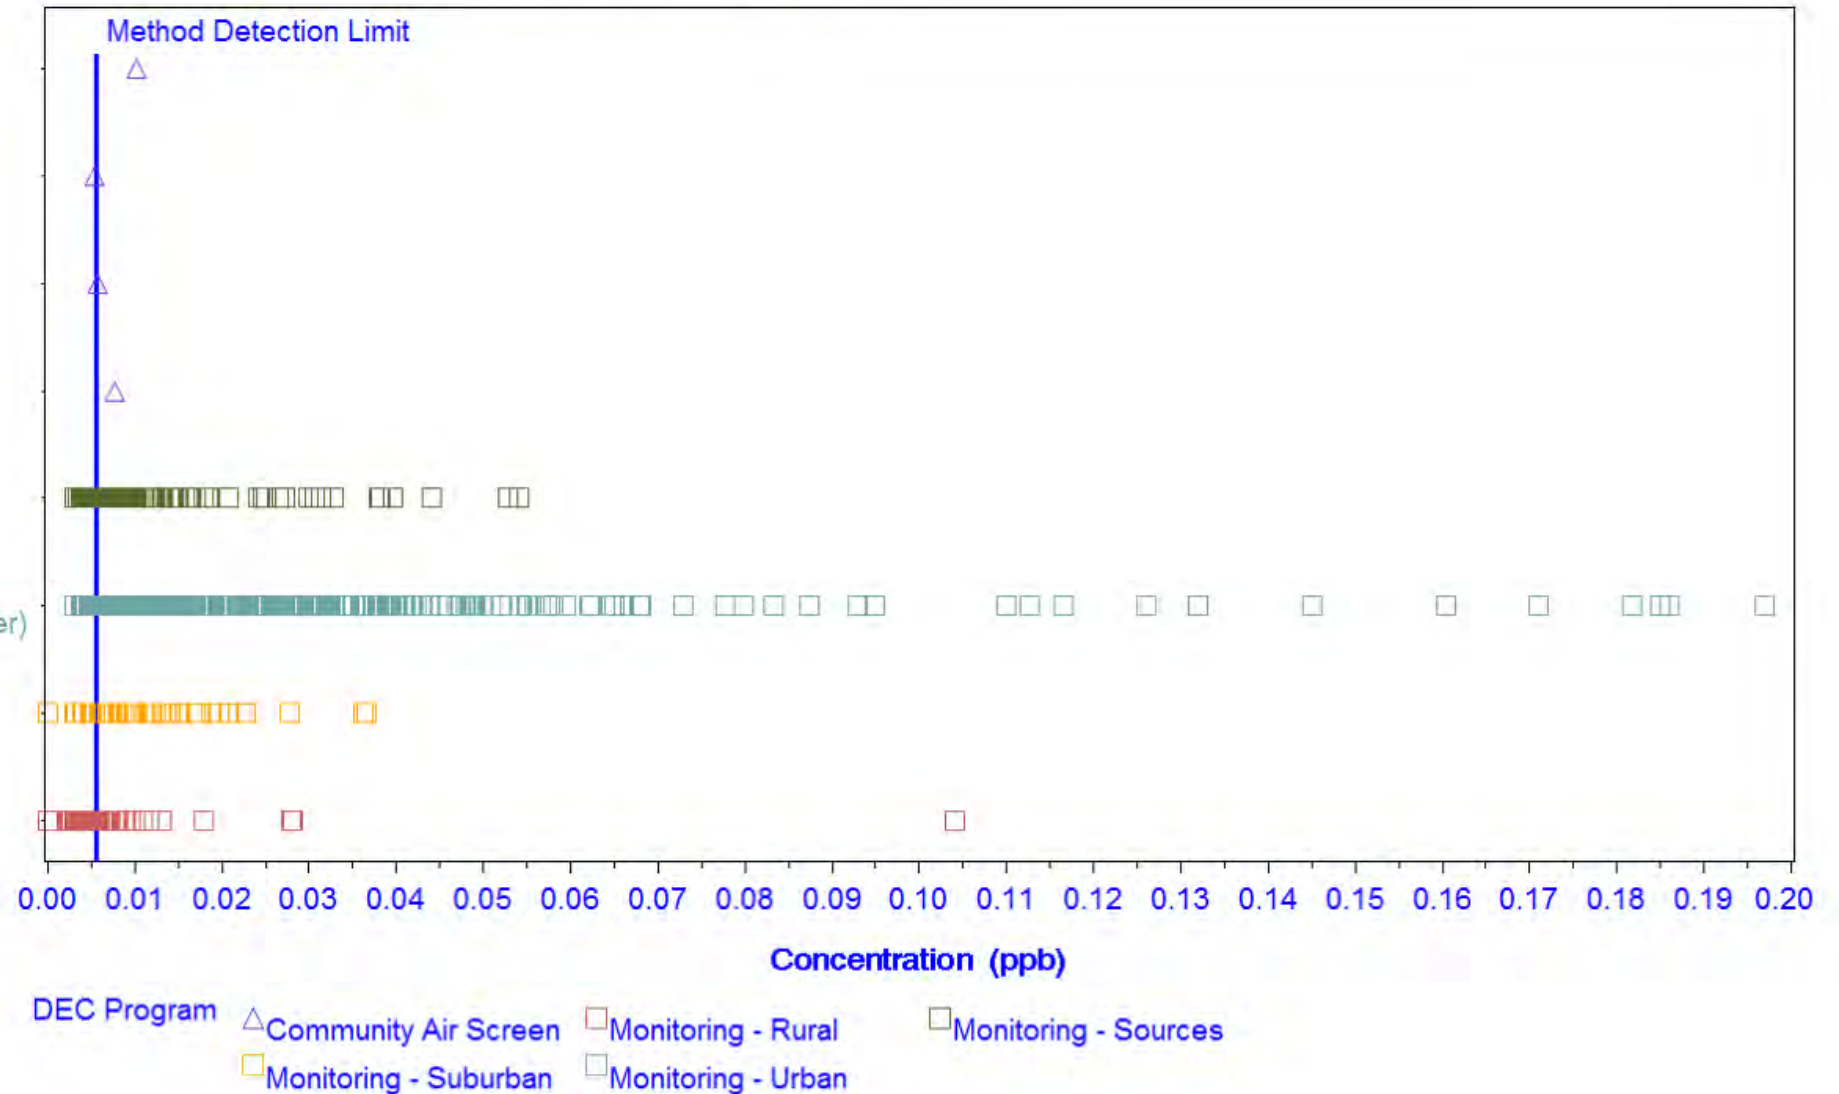 Method Detection Limit
er)
0.00 0.01 0.02 0.03 0.04 0.05 0.06 0.07 0.08 0.09 0.10 0.11 0.12 0.13 0.14 0.15 0.16 0.17 0.18 0.19 0.20
Concentration (ppb)
DEC Program
Community Air Screen Monitoring - Rural Monitoring - Sources
Monitoring - Suburban Monitoring - Urban